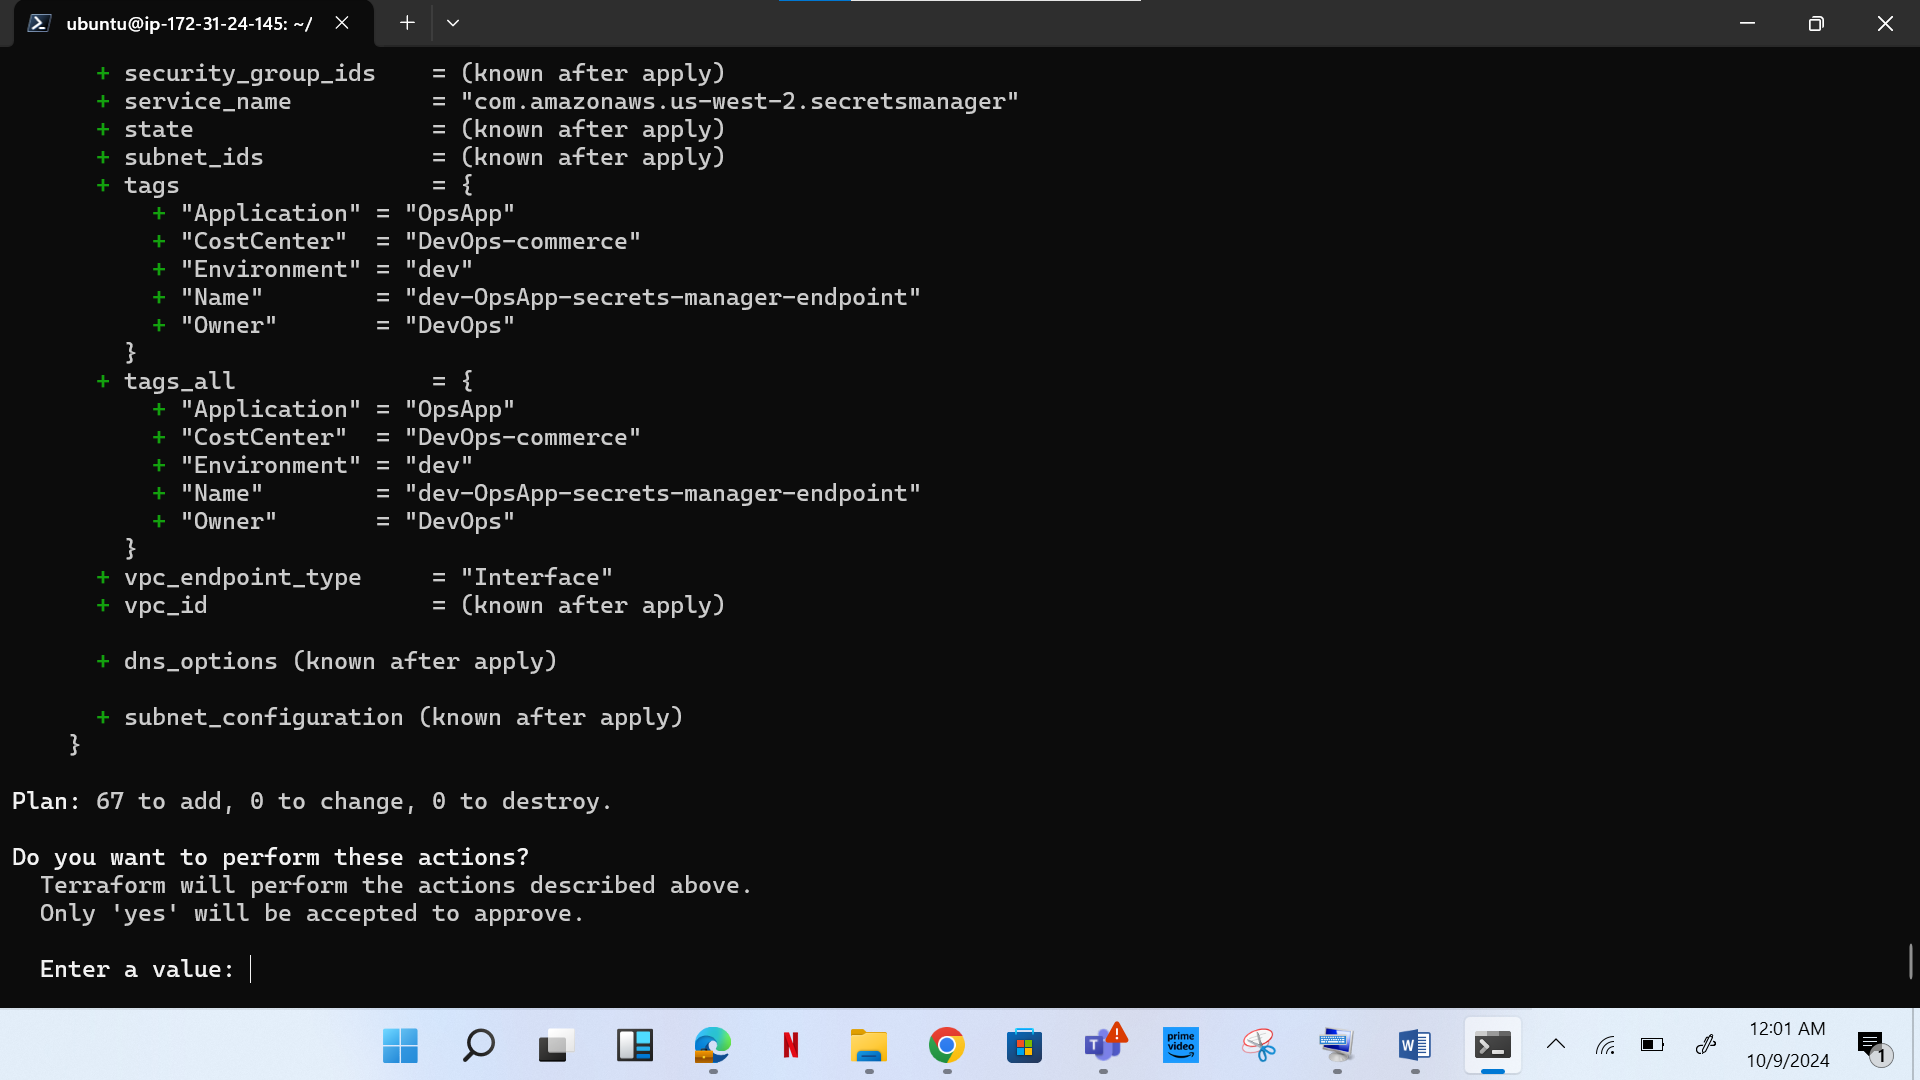 ubuntu@ip-172-31-24-145: ~/
+ security_group_ids    = (known after apply)
+ service_name          = "com.amazonaws.us-west-2.secretsmanager"
+ state                 = (known after apply)
+ subnet_ids            = (known after apply)
+ tags                  = {
+ "Application" = "OpsApp"
+ "CostCenter"  = "DevOps-commerce"
+ "Environment" = "dev"
+ "Name"        = "dev-OpsApp-secrets-manager-endpoint"
+ "Owner"       = "DevOps"
}
+ tags_all              = {
+ "Application" = "OpsApp"
+ "CostCenter"  = "DevOps-commerce"
+ "Environment" = "dev"
+ "Name"        = "dev-OpsApp-secrets-manager-endpoint"
+ "Owner"       = "DevOps"
}
+ vpc_endpoint_type     = "Interface"
+ vpc_id                = (known after apply)
+ dns_options (known after apply)
+ subnet_configuration (known after apply)
}
Plan: 67 to add, 0 to change, 0 to destroy.
Do you want to perform these actions?
Terraform will perform the actions described above.
Only 'yes' will be accepted to approve.
Enter a value:
N
T
prime video
W
12:01 AM
10/9/2024
1